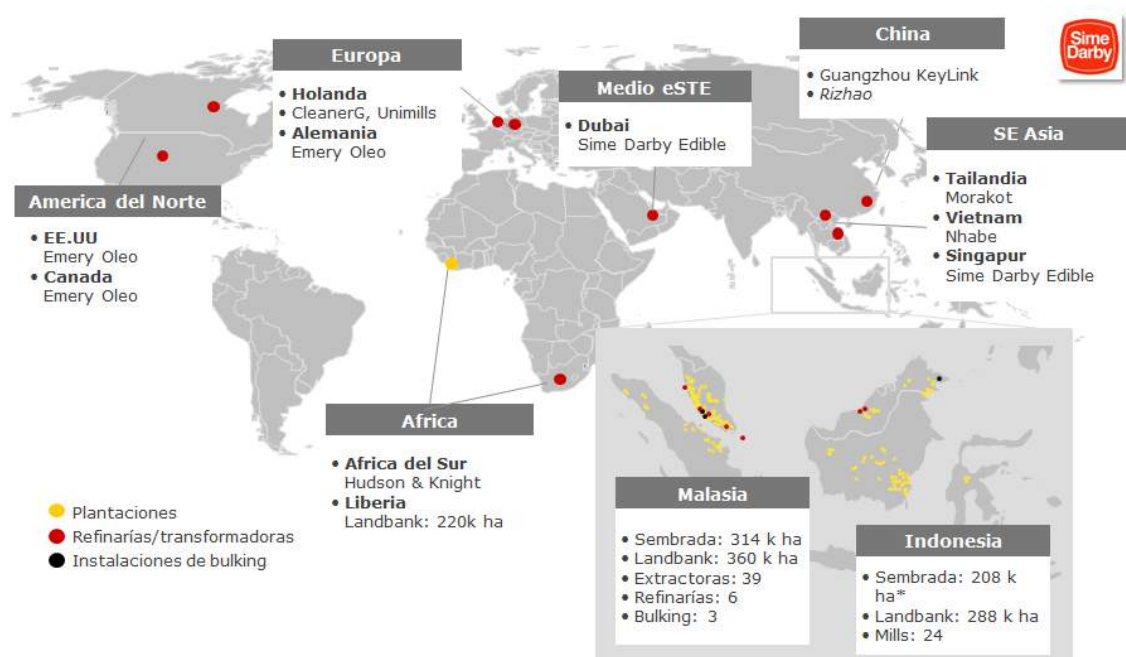 Europa
• Holanda
• CleanerG, Unimills
• Alemania
Emery Oleo
Medio eSTE
• Dubai
Sime Darby Edible
China
• Guangzhou KeyLink
• Rizhao
Sime
Darby
SE Asia
• Tailandia
Morakot
• Vietnam
Nhabe
• Singapur
Sime Darby Edible
America del Norte
• EE.UU
Emery Oleo
• Canada
Emery Oleo
Africa
• Africa del Sur
Hudson & Knight
• Liberia
Landbank: 220k ha
Plantaciones
Refinarías/transformadoras
Instalaciones de bulking
Malasia
• Sembrada: 314 k ha
• Landbank: 360 k ha
• Extractoras: 39
• Refinarías: 6
• Bulking: 3
Indonesia
• Sembrada: 208 k
ha*
• Landbank: 288 k ha
• Mills: 24